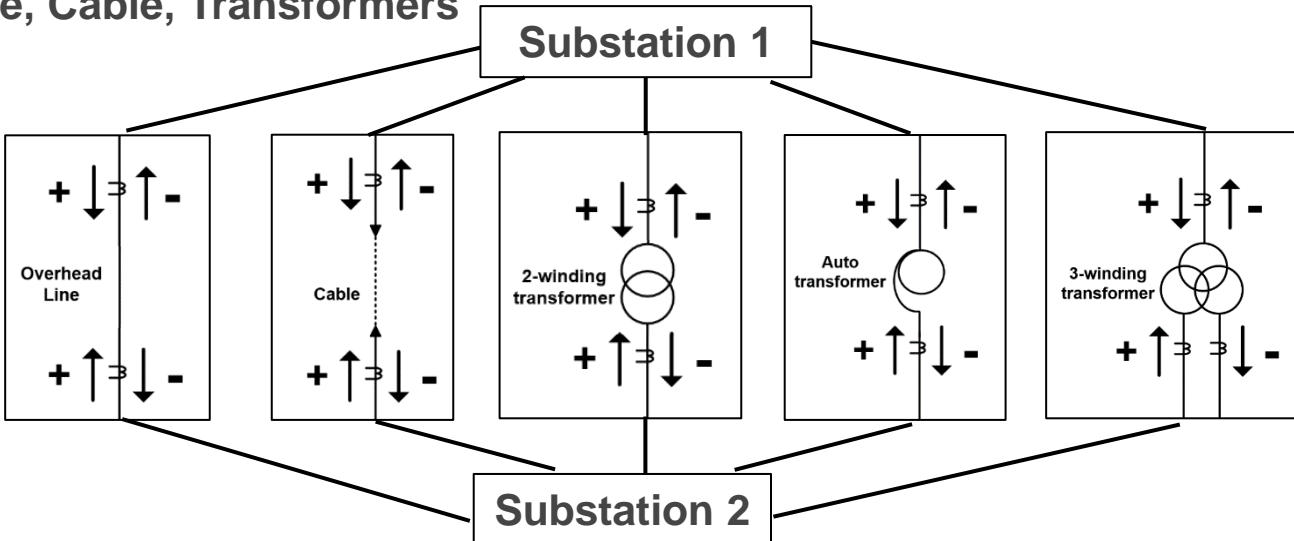 e, Cable, Transformers
Substation 1
+ -
+ -
+ -
+ -
+ -
Overhead
Line
Cable
2-winding
transformer
Auto
transformer
3-winding
transformer
+ -
+ -
+ -
+ -
+ -
Substation 2